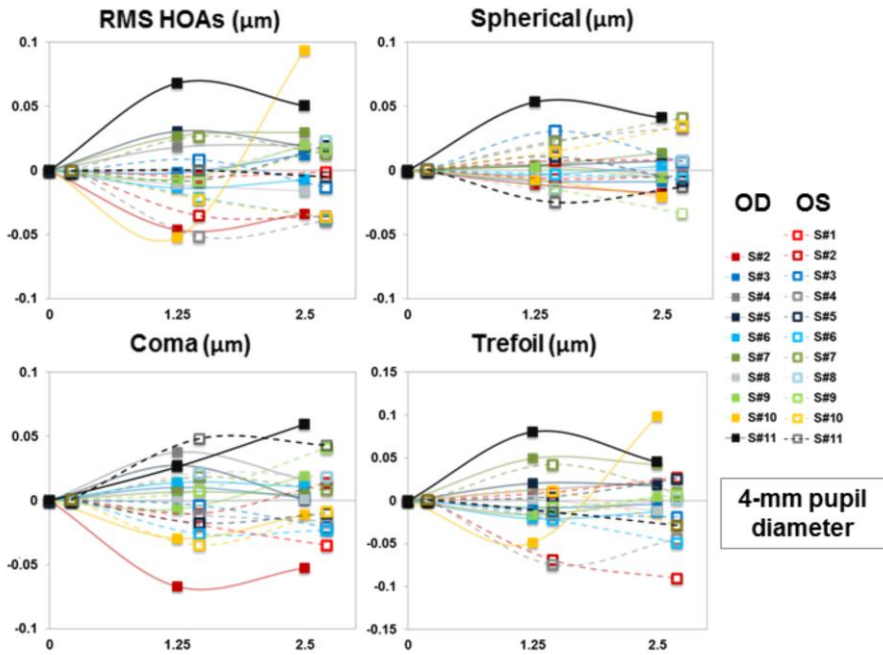 RMS HOAs (µm)
Spherical (µm)
0.1
0.05
0
-0.05
-0.1
0 1.25 2.5
0.1
0.05
0
-0.05
-0.1
0 1.25 2.5
Coma (µm)
Trefoil (µm)
0.1
0.05
0
-0.05
-0.1
0 1.25 2.5
0.15
0.1
0.05
0
-0.05
-0.1
-0.15
0 1.25 2.5
OD OS
S#1
S#2 S#2
S#3 S#3
S#4 S#4
S#5 S#5
S#6 S#6
S#7 S#7
S#8 S#8
S#9 S#9
S#10 S#10
S#11 S#11
4-mm pupil
diameter